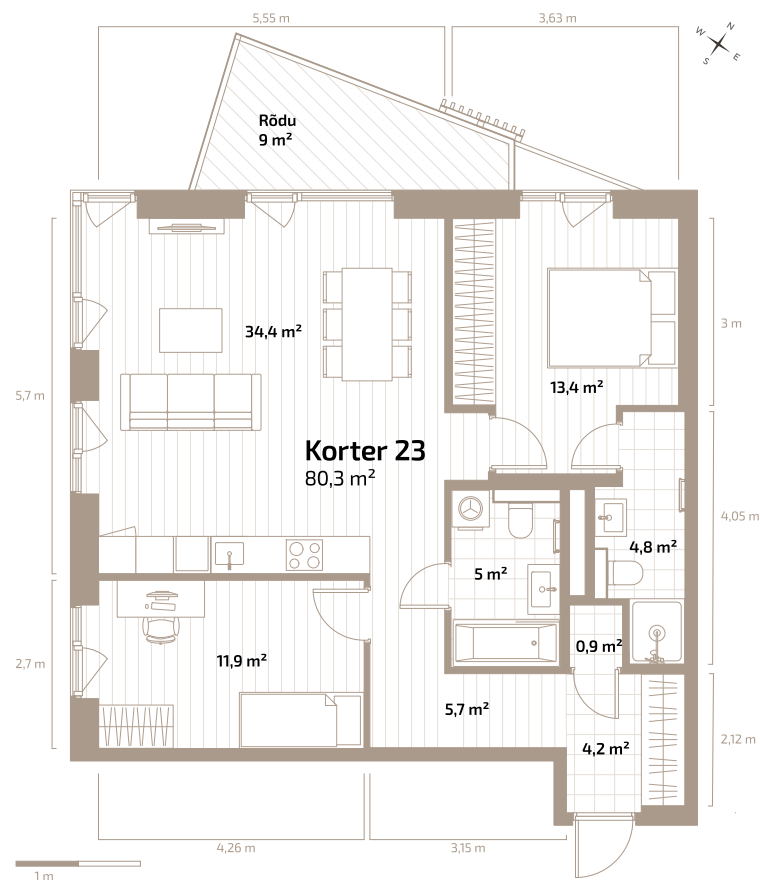 5,55 m
3,63 m
N
W
E
S
Rõdu
9 m²
34,4 m²
3 m
13,4 m²
5,7 m
Korter 23
80,3 m²
4,05 m
4,8 m²
5 m²
0,9 m²
11,9 m²
2,7 m
5,7 m²
4,2 m²
2,12 m
4,26 m
3,15 m
1 m